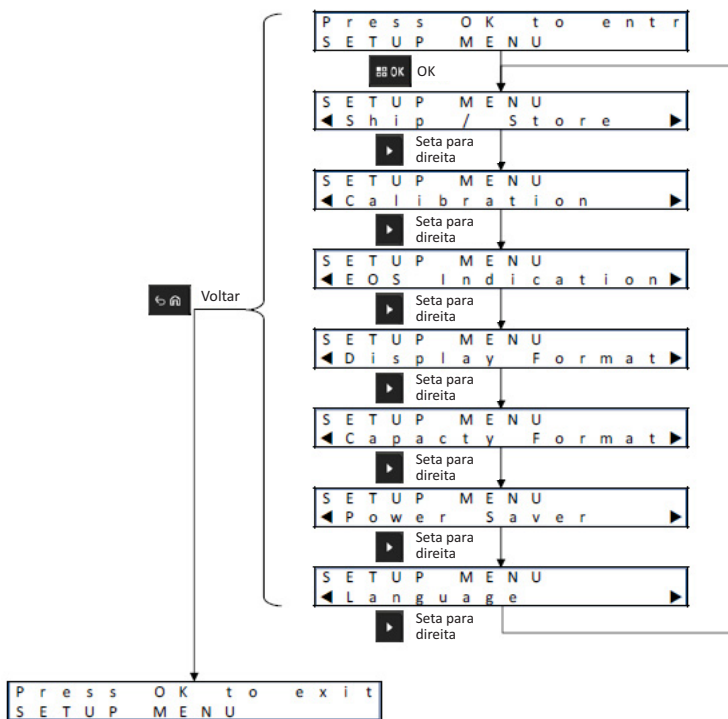 Press OK to entr
SETUP MENU
OK OK
SETUP MENU
◀Ship / Store▶
Seta para
direita
SETUP MENU
◀Calibration▶
Seta para
direita
SETUP MENU
◀EOS Indication▶
Voltar
Seta para
direita
SETUP MENU
◀Display Format▶
Seta para
direita
SETUP MENU
◀Capacty Format▶
Seta para
direita
SETUP MENU
◀Power Saver▶
Seta para
direita
SETUP MENU
◀Language▶
Seta para
direita
Press OK to exit
SETUP MENU